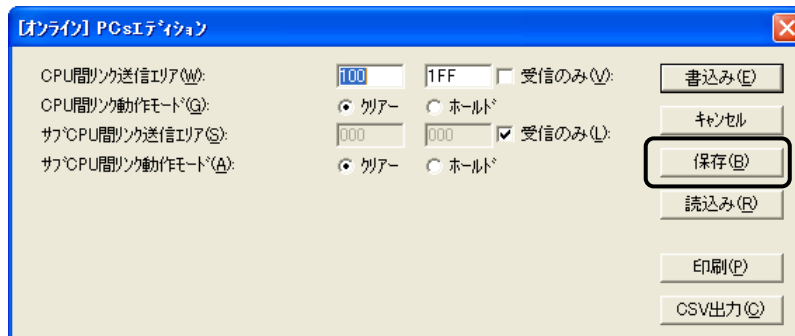 [オンライン] PCsエディション
CPU間リンク送信エリア(W): 100 1FF 受信のみ(V): 書込み(E)
CPU間リンク動作モード(G): クリアー ホールド キャンセル
サブCPU間リンク送信エリア(S): 000 000 受信のみ(L):
サブCPU間リンク動作モード(A): クリアー ホールド 保存(B)
読込み(R)
印刷(P)
CSV出力(C)